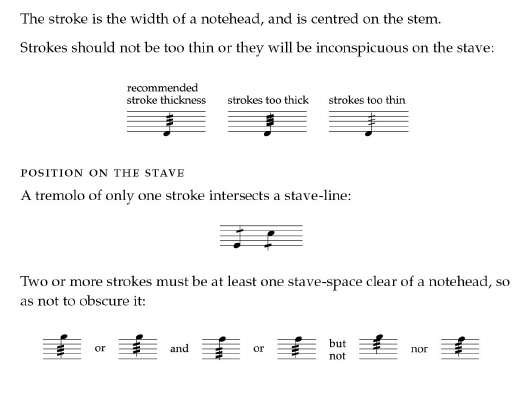 The stroke is the width of a notehead, and is centred on the stem.
Strokes should not be too thin or they will be inconspicuous on the stave:
recommended
stroke thickness strokes too thick strokes too thin
POSITION ON THE STAVE
A tremolo of only one stroke intersects a stave-line:
Two or more strokes must be at least one stave-space clear of a notehead, so
as not to obscure it:
or and or but not nor